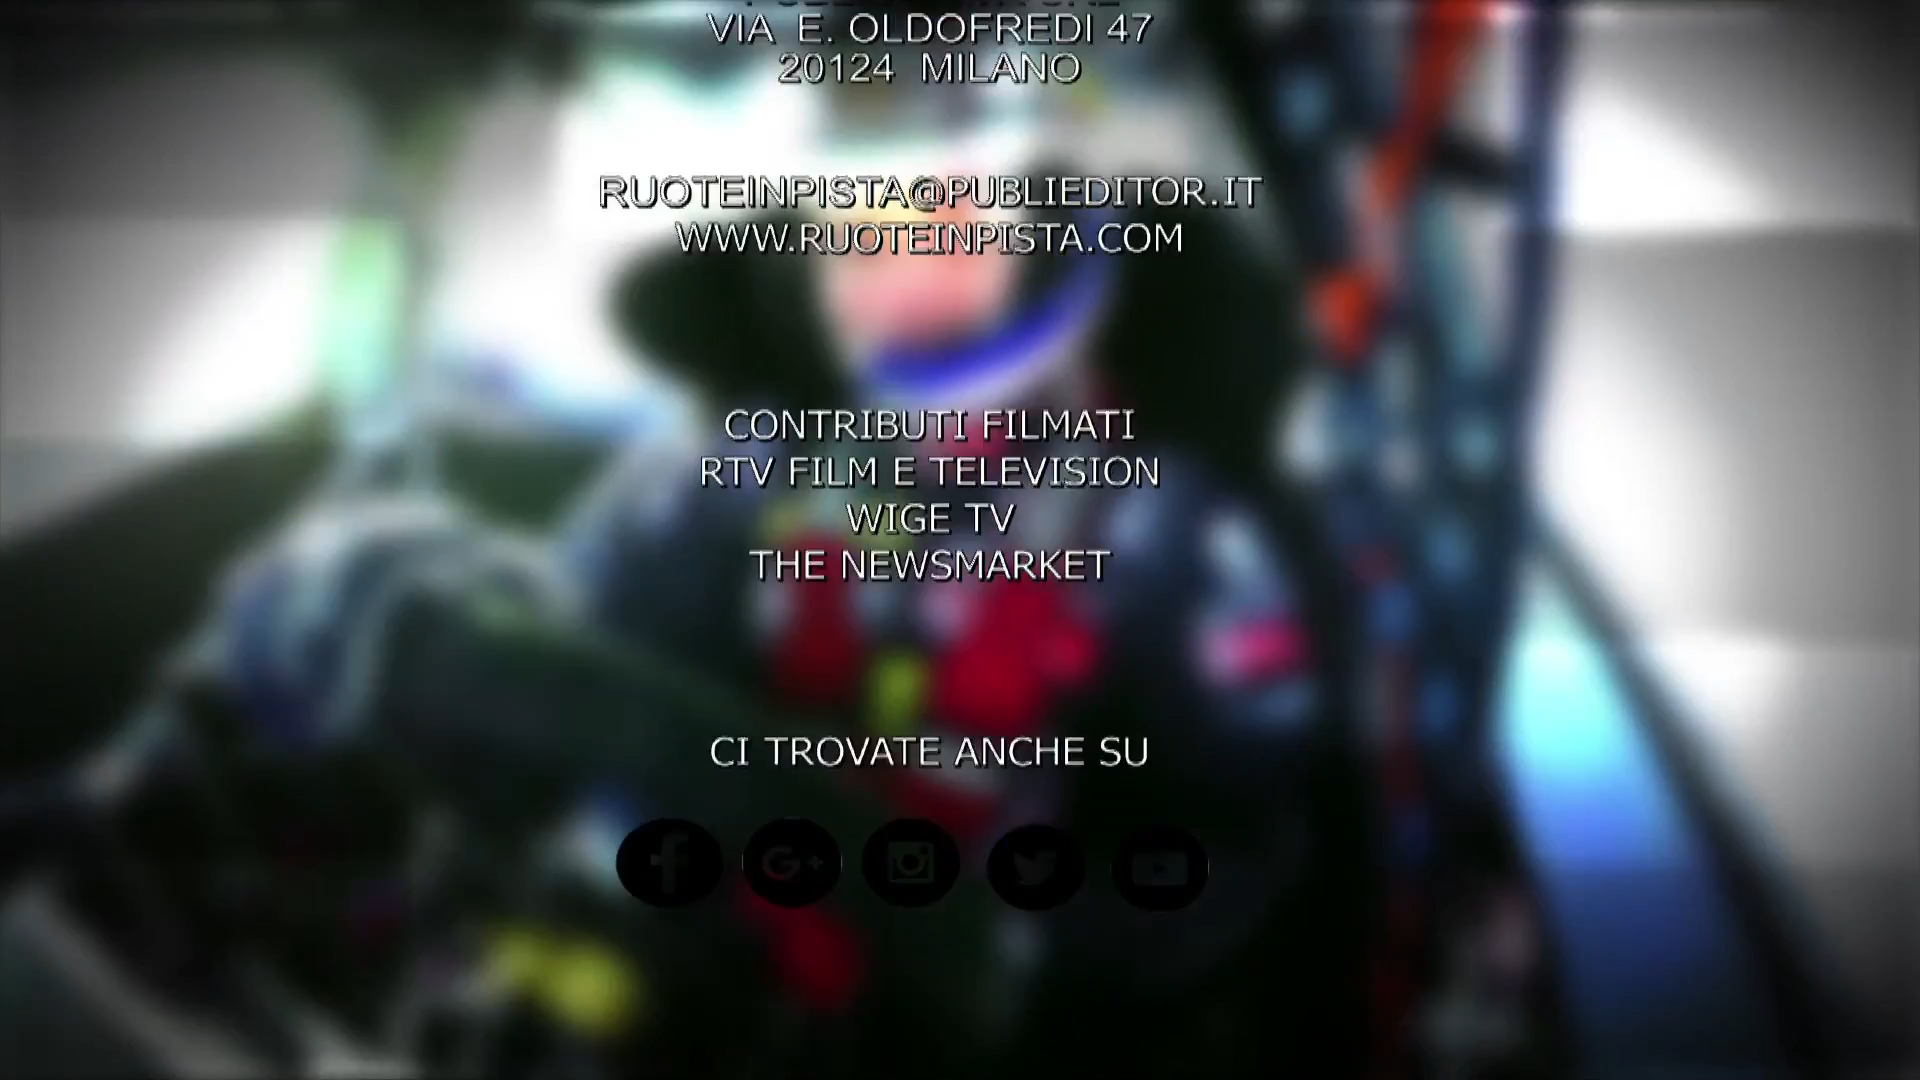 VIA E. OLDOFREDI 47
20124 MILANO
RUOTEINPISTA@PUBLIEDITOR.IT
WWW.RUOTEINPISTA.COM
CONTRIBUTI FILMATI
RTV FILM E TELEVISION
WIGE TV
THE NEWSMARKET
CI TROVATE ANCHE SU
f G+